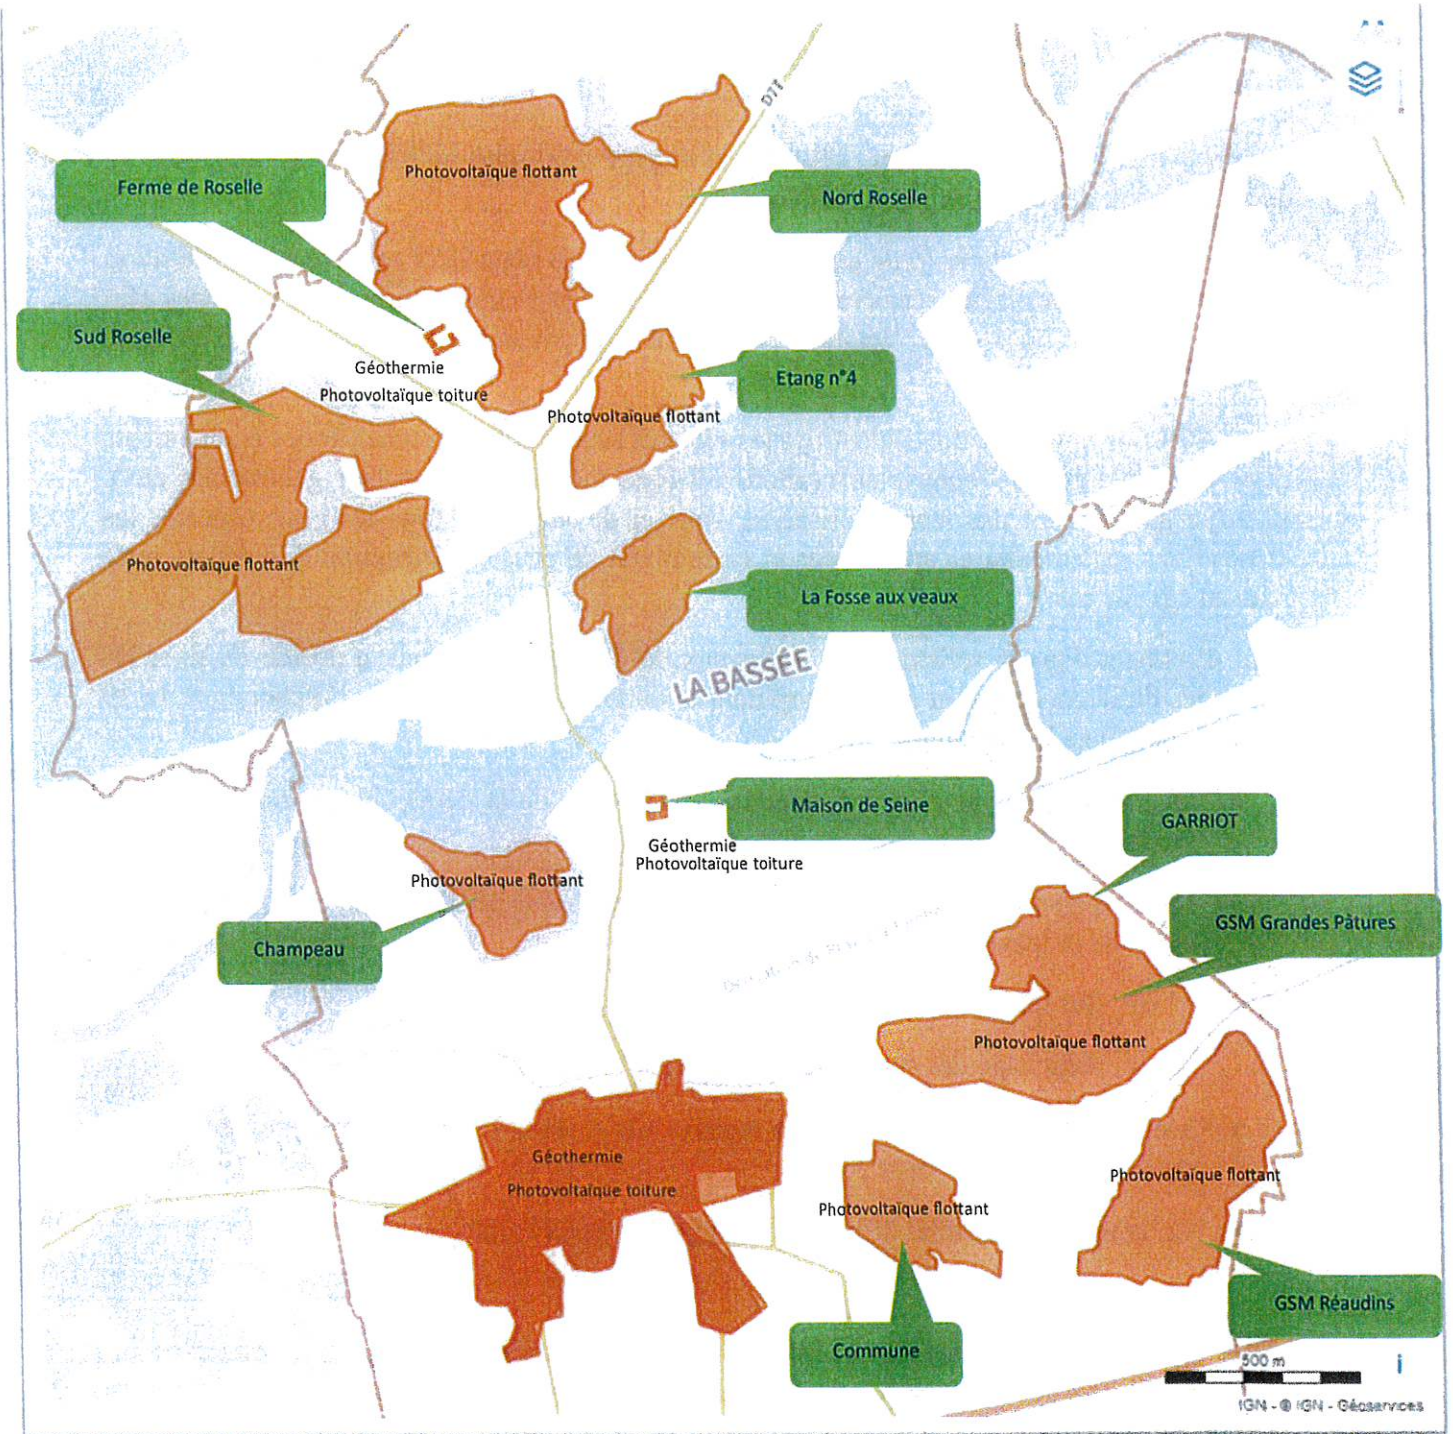 D78
Photovoltaïque flottant
Ferme de Roselle
Nord Roselle
Sud Roselle
Géothermie
Photovoltaïque toiture
Etang n°4
Photovoltaïque flottant
Photovoltaïque flottant
La Fosse aux veaux
LA BASSÉE
Maison de Seine
Géothermie
Photovoltaïque toiture
GARRIOT
Photovoltaïque flottant
GSM Grandes Pâtures
Champeau
Photovoltaïque flottant
Géothermie
Photovoltaïque toiture
Photovoltaïque flottant
Photovoltaïque flottant
GSM Réaudins
Commune
500 m
i
IGN - © IGN - Géoservices